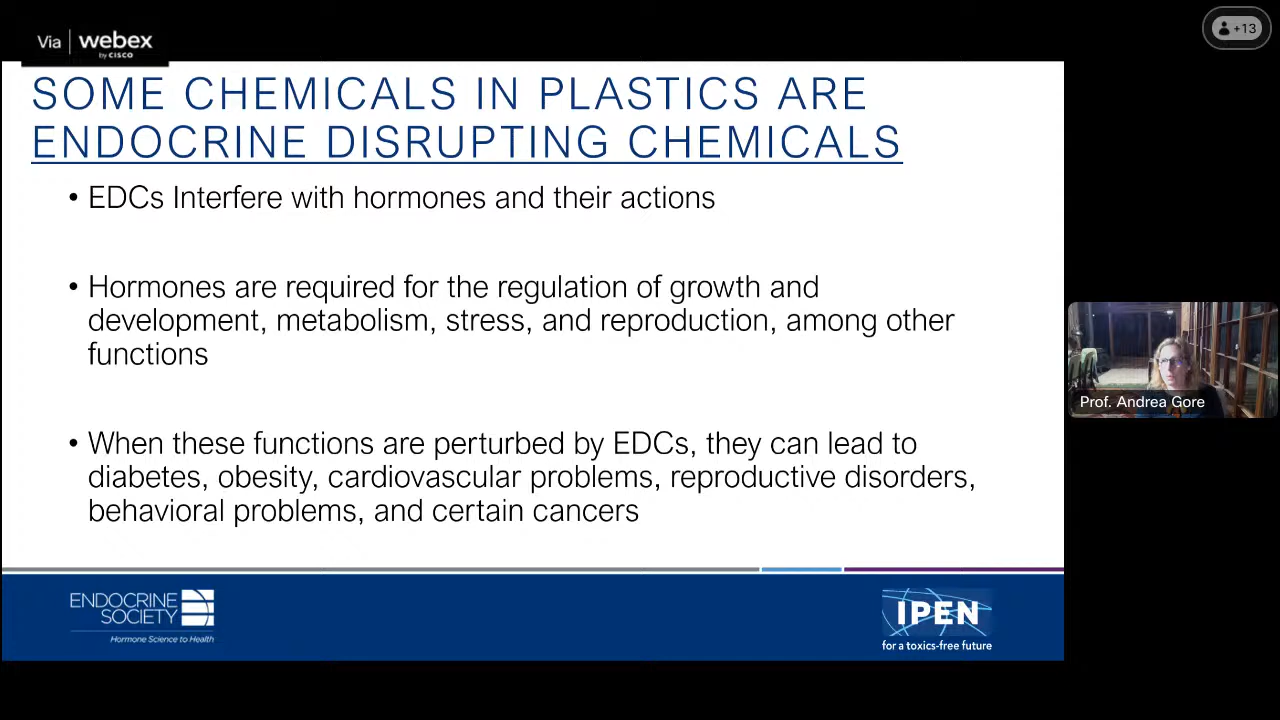 Via webex
by CISCO
+13
SOME CHEMICALS IN PLASTICS ARE
ENDOCRINE DISRUPTING CHEMICALS
• EDCs Interfere with hormones and their actions
• Hormones are required for the regulation of growth and
development, metabolism, stress, and reproduction, among other
functions
• When these functions are perturbed by EDCs, they can lead to
diabetes, obesity, cardiovascular problems, reproductive disorders,
behavioral problems, and certain cancers
Prof. Andrea Gore
ENDOCRINE
SOCIETY
Hormone Science to Health
IPEN
for a toxics-free future